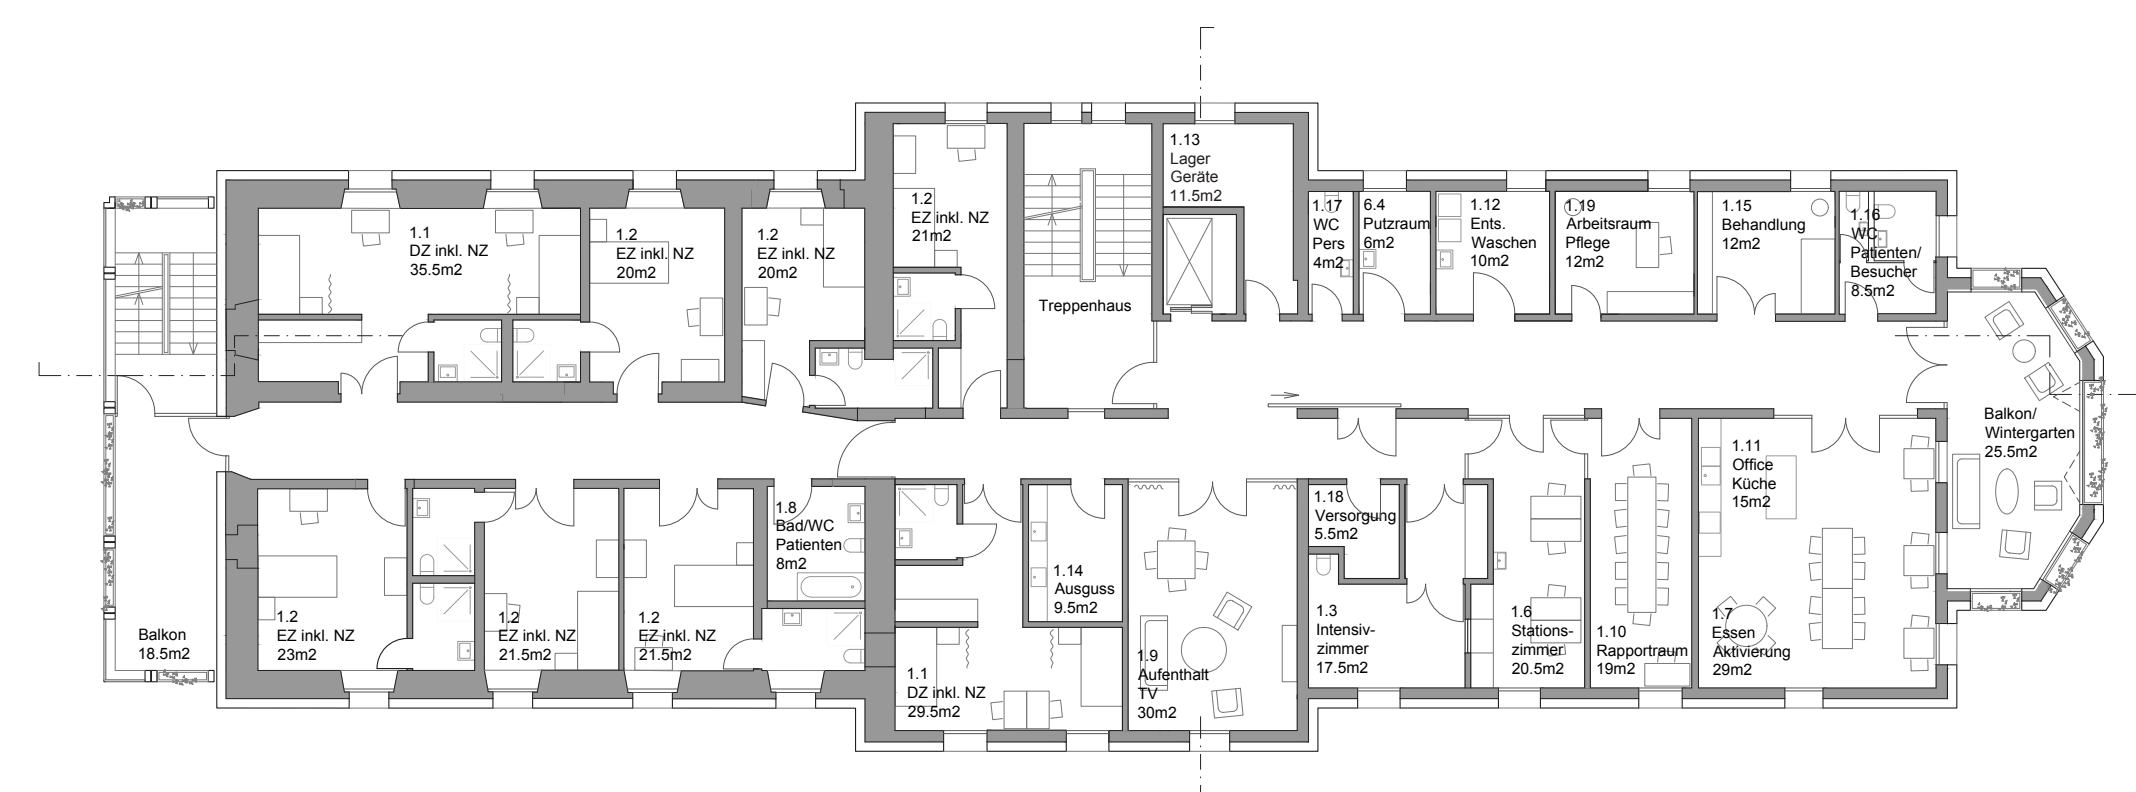 1.13
Lager
Geräte
11.5m2
1.2
EZ inkl. NZ
21m2
1.17
WC
Pers
4m2
6.4
Putzraum
6m2
1.12
Ents.
Waschen
10m2
1.19
Arbeitsraum
Pflege
12m2
1.15
Behandlung
12m2
1.16
WC
Patienten/
Besucher
8.5m2
1.1
DZ inkl. NZ
35.5m2
1.2
EZ inkl. NZ
20m2
1.2
EZ inkl. NZ
20m2
Treppenhaus
Balkon/
Wintergarten
25.5m2
1.11
Office
Küche
15m2
1.8
Bad/WC
Patienten
8m2
1.18
Versorgung
5.5m2
1.14
Ausguss
9.5m2
Balkon
18.5m2
1.2
EZ inkl. NZ
23m2
1.2
EZ inkl. NZ
21.5m2
1.2
EZ inkl. NZ
21.5m2
1.1
DZ inkl. NZ
29.5m2
1.9
Aufenthalt
TV
30m2
1.3
Intensiv-
zimmer
17.5m2
1.6
Stations-
zimmer
20.5m2
1.10
Rapportraum
19m2
1.7
Essen
Aktivierung
29m2